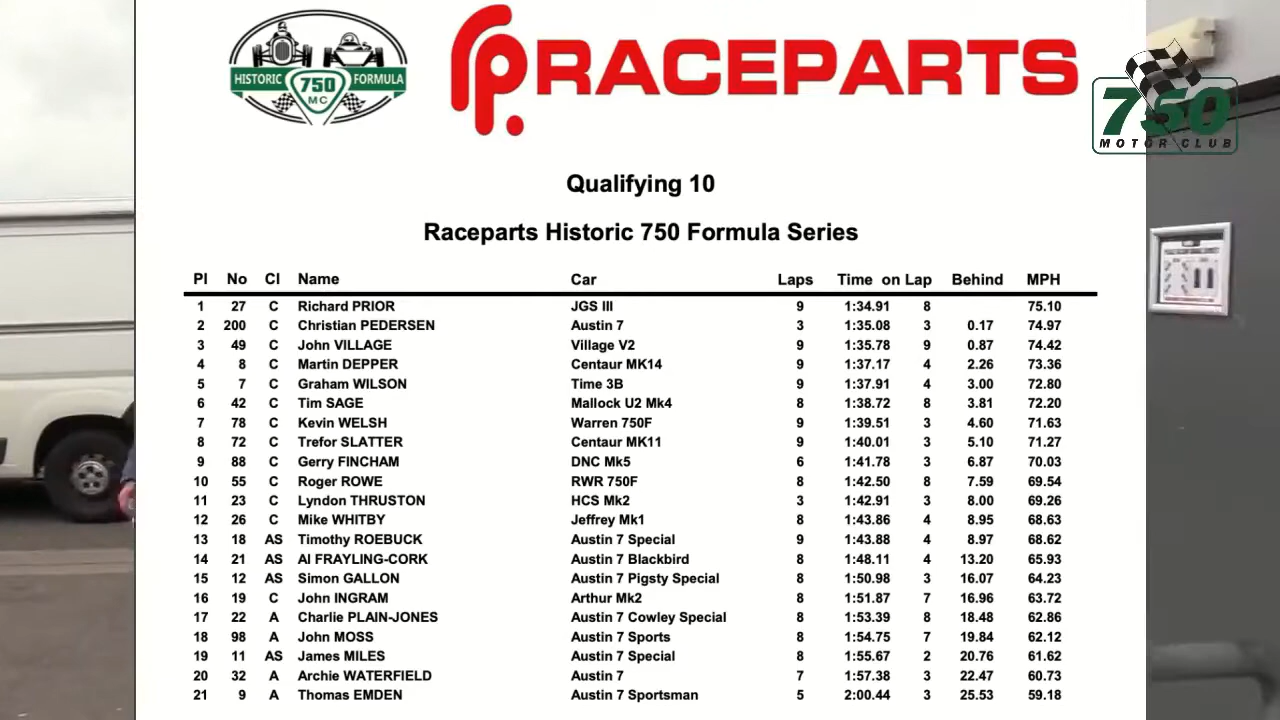 HISTORIC 750 FORMULA
MC
RACEPARTS
750
MOTOR CLUB
Qualifying 10
Raceparts Historic 750 Formula Series
Pl No Cl Name Car Laps Time on Lap Behind MPH
1 27 C Richard PRIOR JGS III 9 1:34.91 8 75.10
2 200 C Christian PEDERSEN Austin 7 3 1:35.08 3 0.17 74.97
3 49 C John VILLAGE Village V2 9 1:35.78 9 0.87 74.42
4 8 C Martin DEPPER Centaur MK14 9 1:37.17 4 2.26 73.36
5 7 C Graham WILSON Time 3B 9 1:37.91 4 3.00 72.80
6 42 C Tim SAGE Mallock U2 Mk4 8 1:38.72 8 3.81 72.20
7 78 C Kevin WELSH Warren 750F 9 1:39.51 3 4.60 71.63
8 72 C Trefor SLATTER Centaur MK11 9 1:40.01 3 5.10 71.27
9 88 C Gerry FINCHAM DNC Mk5 6 1:41.78 3 6.87 70.03
10 55 C Roger ROWE RWR 750F 8 1:42.50 8 7.59 69.54
11 23 C Lyndon THRUSTON HCS Mk2 3 1:42.91 3 8.00 69.26
12 26 C Mike WHITBY Jeffrey Mk1 8 1:43.86 4 8.95 68.63
13 18 AS Timothy ROEBUCK Austin 7 Special 9 1:43.88 4 8.97 68.62
14 21 AS Al FRAYLING-CORK Austin 7 Blackbird 8 1:48.11 4 13.20 65.93
15 12 AS Simon GALLON Austin 7 Pigsty Special 8 1:50.98 3 16.07 64.23
16 19 C John INGRAM Arthur Mk2 8 1:51.87 7 16.96 63.72
17 22 A Charlie PLAIN-JONES Austin 7 Cowley Special 8 1:53.39 8 18.48 62.86
18 98 A John MOSS Austin 7 Sports 8 1:54.75 7 19.84 62.12
19 11 AS James MILES Austin 7 Special 8 1:55.67 2 20.76 61.62
20 32 A Archie WATERFIELD Austin 7 7 1:57.38 3 22.47 60.73
21 9 A Thomas EMDEN Austin 7 Sportsman 5 2:00.44 3 25.53 59.18